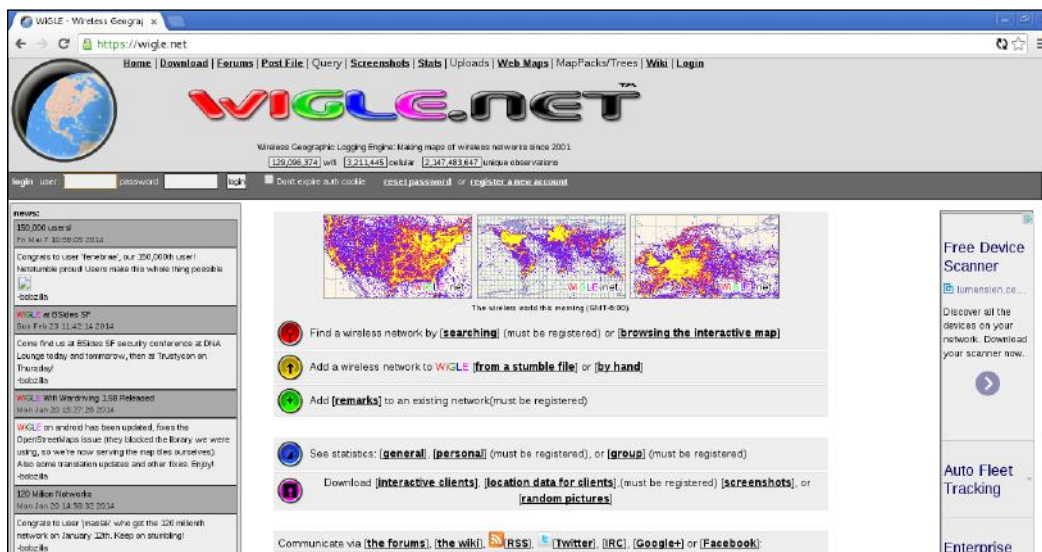 WiGLE - Wireless Geograp
https://wigle.net
Home | Download | Forums | Post File | Query | Screenshots | Stats | Uploads | Web Maps | MapPacks/Trees | Wiki | Login
WIGLE.NET™
Wireless Geographic Logging Engine: Making maps of wireless networks since 2001
129,096,374 wifi 3,211,445 cellular 2,147,483,647 unique observations
login user password login Don't expire auth cookie reset password or register a new account
news:
150,000 users!
Fri Mar 7 10:58:05 2014
Congrats to user 'fenebrae', our 150,000th user!
Netstumble proud! Users make this whole thing possible
-bobzilla
WiGLE at BSides SF
Sun Feb 23 11:42:14 2014
Come find us at BSides SF security conference at DNA
Lounge today and tommorow, then at Trustycon on
Thursday!
-bobzilla
WiGLE Wifi Wardriving 1.58 Released
Mon Jan 20 15:27:26 2014
WiGLE on android has been updated, fixes the
OpenStreetMaps issue (they blocked the library we were
using, so we're now serving the map tiles ourselves).
Also some translation updates and other fixes. Enjoy!
-bobzilla
120 Million Networks
Mon Jan 20 14:58:32 2014
Congrats to user 'jmastak' who got the 120 millionth
network on January 12th. Keep on stumbling!
-bobzilla
WiGLE.net WiGLE.net WiGLE.net
The wireless world this morning (GMT-6:00).
Find a wireless network by [searching] (must be registered) or [browsing the interactive map]
Add a wireless network to WiGLE [from a stumble file] or [by hand]
Add [remarks] to an existing network(must be registered)
See statistics: [general], [personal] (must be registered), or [group] (must be registered)
Download [interactive clients], [location data for clients],(must be registered) [screenshots], or
[random pictures]
Communicate via [the forums], [the wiki], [RSS], [Twitter], [IRC], [Google+] or [Facebook]:
Free Device
Scanner
lumension.co...
Discover all the
devices on your
network. Download
your scanner now.
Auto Fleet
Tracking
Enterprise